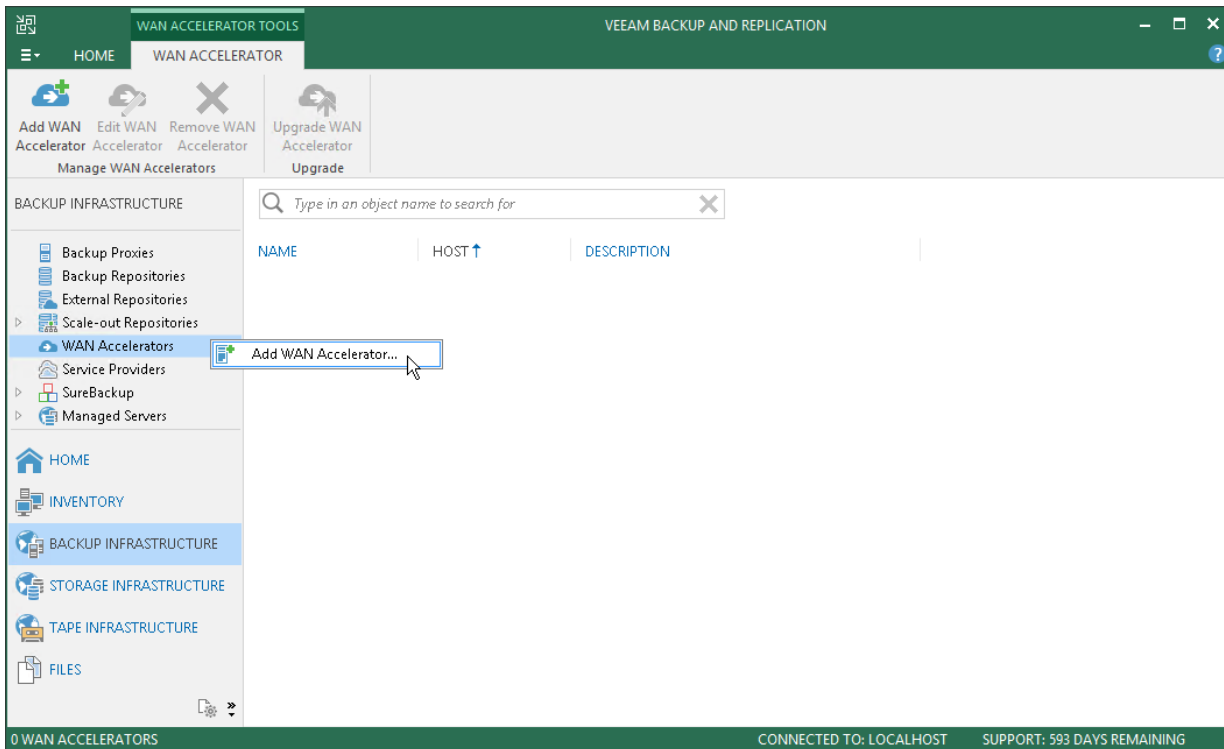 WAN ACCELERATOR TOOLS
VEEAM BACKUP AND REPLICATION
HOME
WAN ACCELERATOR
?
Add WAN Accelerator
Edit WAN Accelerator
Remove WAN Accelerator
Upgrade WAN Accelerator
Manage WAN Accelerators
Upgrade
BACKUP INFRASTRUCTURE
Type in an object name to search for
NAME
HOST
DESCRIPTION
Backup Proxies
Backup Repositories
External Repositories
Scale-out Repositories
WAN Accelerators
Add WAN Accelerator...
Service Providers
SureBackup
Managed Servers
HOME
INVENTORY
BACKUP INFRASTRUCTURE
STORAGE INFRASTRUCTURE
TAPE INFRASTRUCTURE
FILES
0 WAN ACCELERATORS
CONNECTED TO: LOCALHOST
SUPPORT: 593 DAYS REMAINING